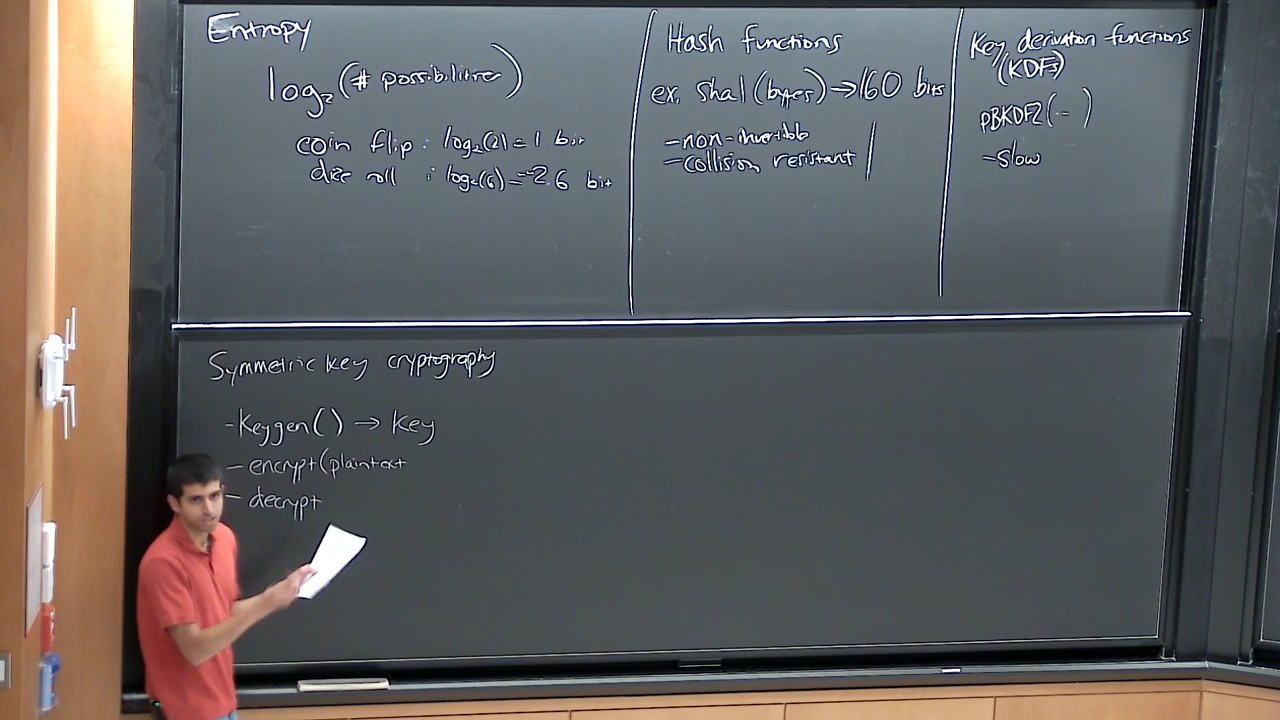 Entropy
log₂(# possibilities)
coin flip : log₂(2) = 1 bit
dice roll : log₂(6) = ~2.6 bit
Hash functions
ex. Sha1(bytes) → 160 bits
- non-invertible
- collision resistant
Key derivation functions
(KDFs)
PBKDF2(... )
- slow
Symmetric key cryptography
- Keygen() → key
- encrypt(plaintext
- decrypt